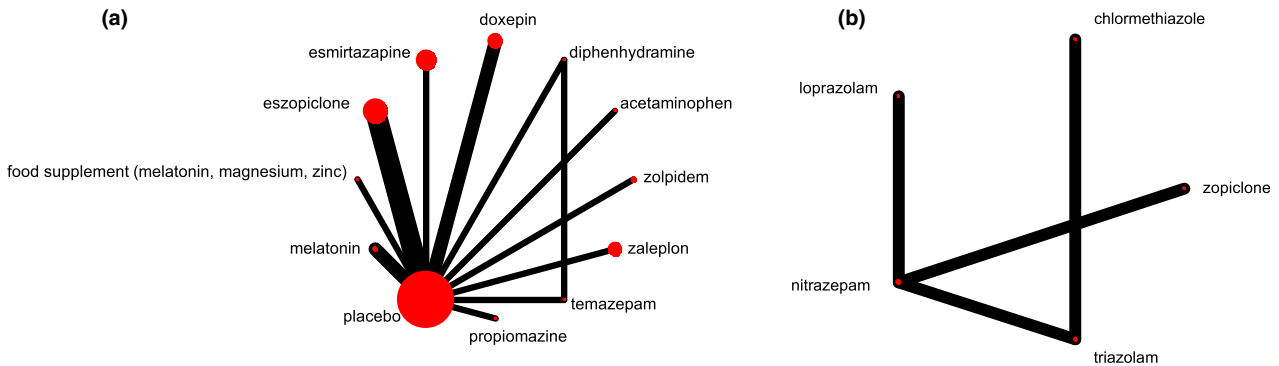 (a)
doxepin
esmirtazapine
diphenhydramine
eszopiclone
acetaminophen
food supplement (melatonin, magnesium, zinc)
zolpidem
melatonin
zaleplon
placebo
temazepam
propiomazine
(b)
chlormethiazole
loprazolam
zopiclone
nitrazepam
triazolam